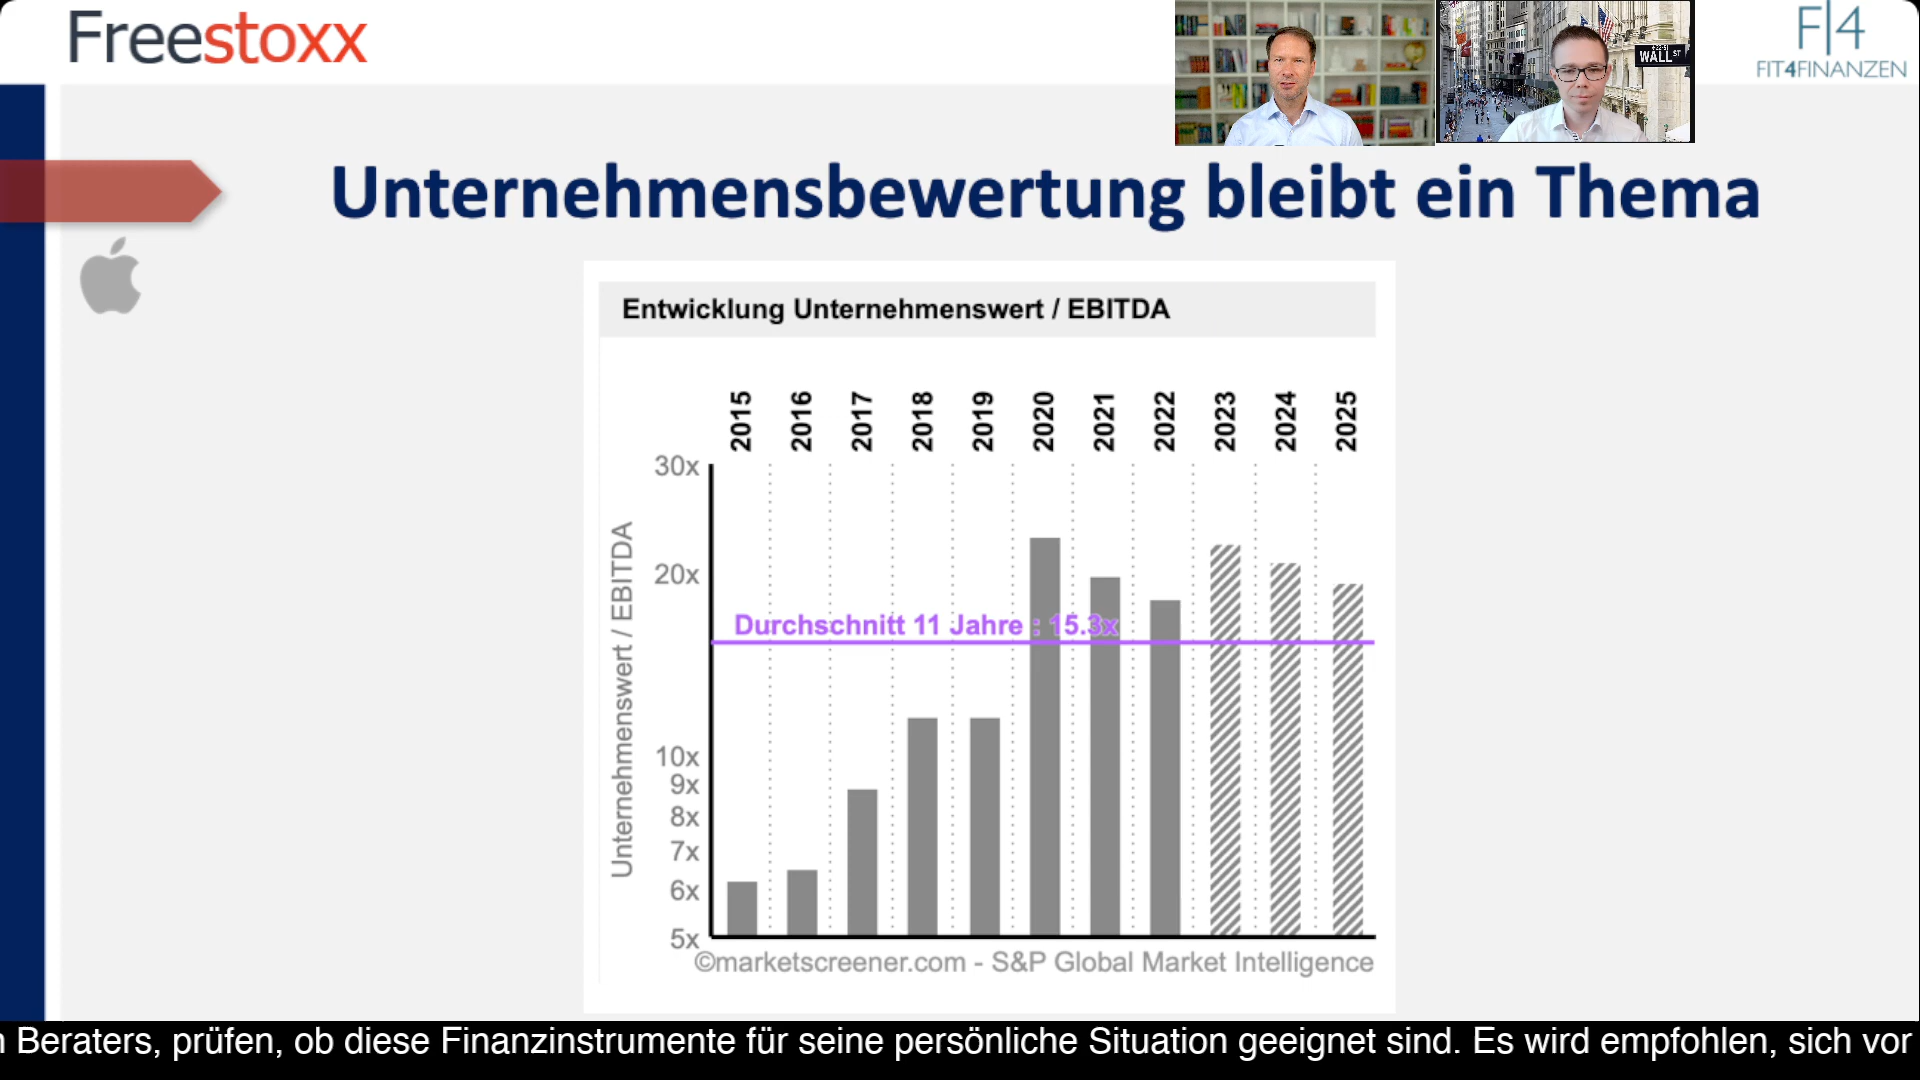 Freestoxx
WALL ST
F|4
FIT4FINANZEN
Unternehmensbewertung bleibt ein Thema
Entwicklung Unternehmenswert / EBITDA
2015 2016 2017 2018 2019 2020 2021 2022 2023 2024 2025
Unternehmenswert / EBITDA
30x
20x
Durchschnitt 11 Jahre : 15.3x
10x
9x
8x
7x
6x
5x
©marketscreener.com - S&P Global Market Intelligence
Beraters, prüfen, ob diese Finanzinstrumente für seine persönliche Situation geeignet sind. Es wird empfohlen, sich vor